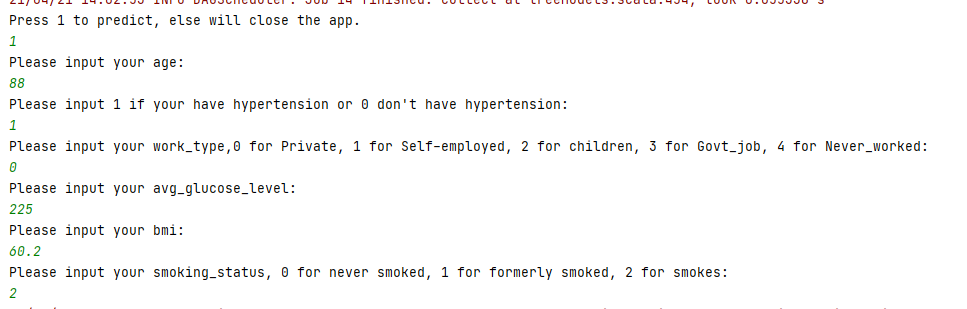 Press 1 to predict, else will close the app.
1
Please input your age:
88
Please input 1 if your have hypertension or 0 don't have hypertension:
1
Please input your work_type,0 for Private, 1 for Self-employed, 2 for children, 3 for Govt_job, 4 for Never_worked:
0
Please input your avg_glucose_level:
225
Please input your bmi:
60.2
Please input your smoking_status, 0 for never smoked, 1 for formerly smoked, 2 for smokes:
2